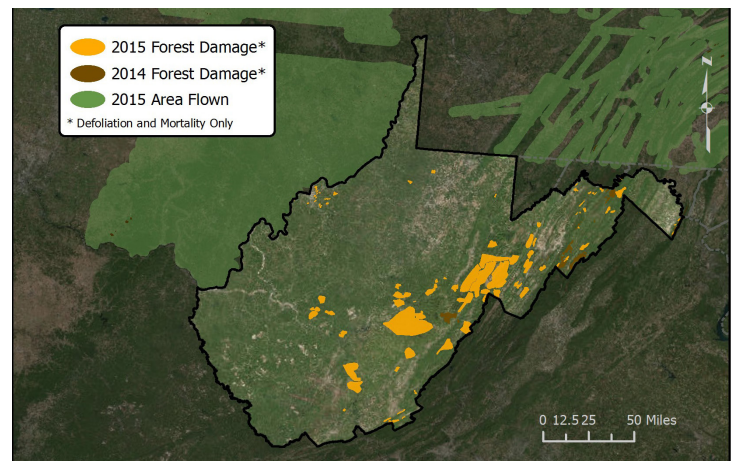 2015 Forest Damage*
2014 Forest Damage*
2015 Area Flown
* Defoliation and Mortality Only
N
0 12.5 25 50 Miles